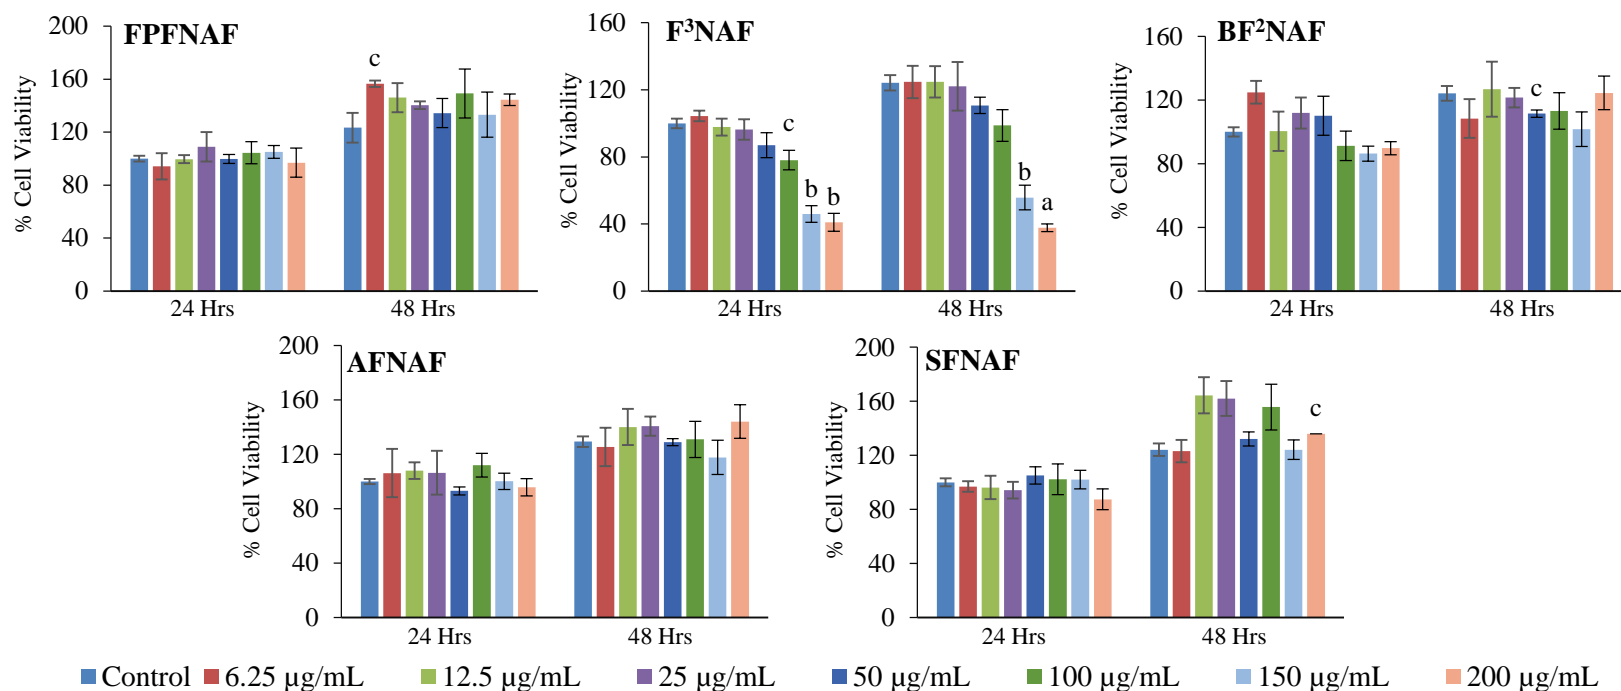 FPFNAF
% Cell Viability
200
160
120
80
40
0
c
24 Hrs
48 Hrs
F³NAF
% Cell Viability
160
120
80
40
0
c
b
b
b
a
24 Hrs
48 Hrs
BF²NAF
% Cell Viability
160
120
80
40
0
c
24 Hrs
48 Hrs
AFNAF
% Cell Viability
200
160
120
80
40
0
24 Hrs
48 Hrs
SFNAF
% Cell Viability
200
160
120
80
40
0
c
24 Hrs
48 Hrs
Control 6.25 µg/mL 12.5 µg/mL 25 µg/mL 50 µg/mL 100 µg/mL 150 µg/mL 200 µg/mL